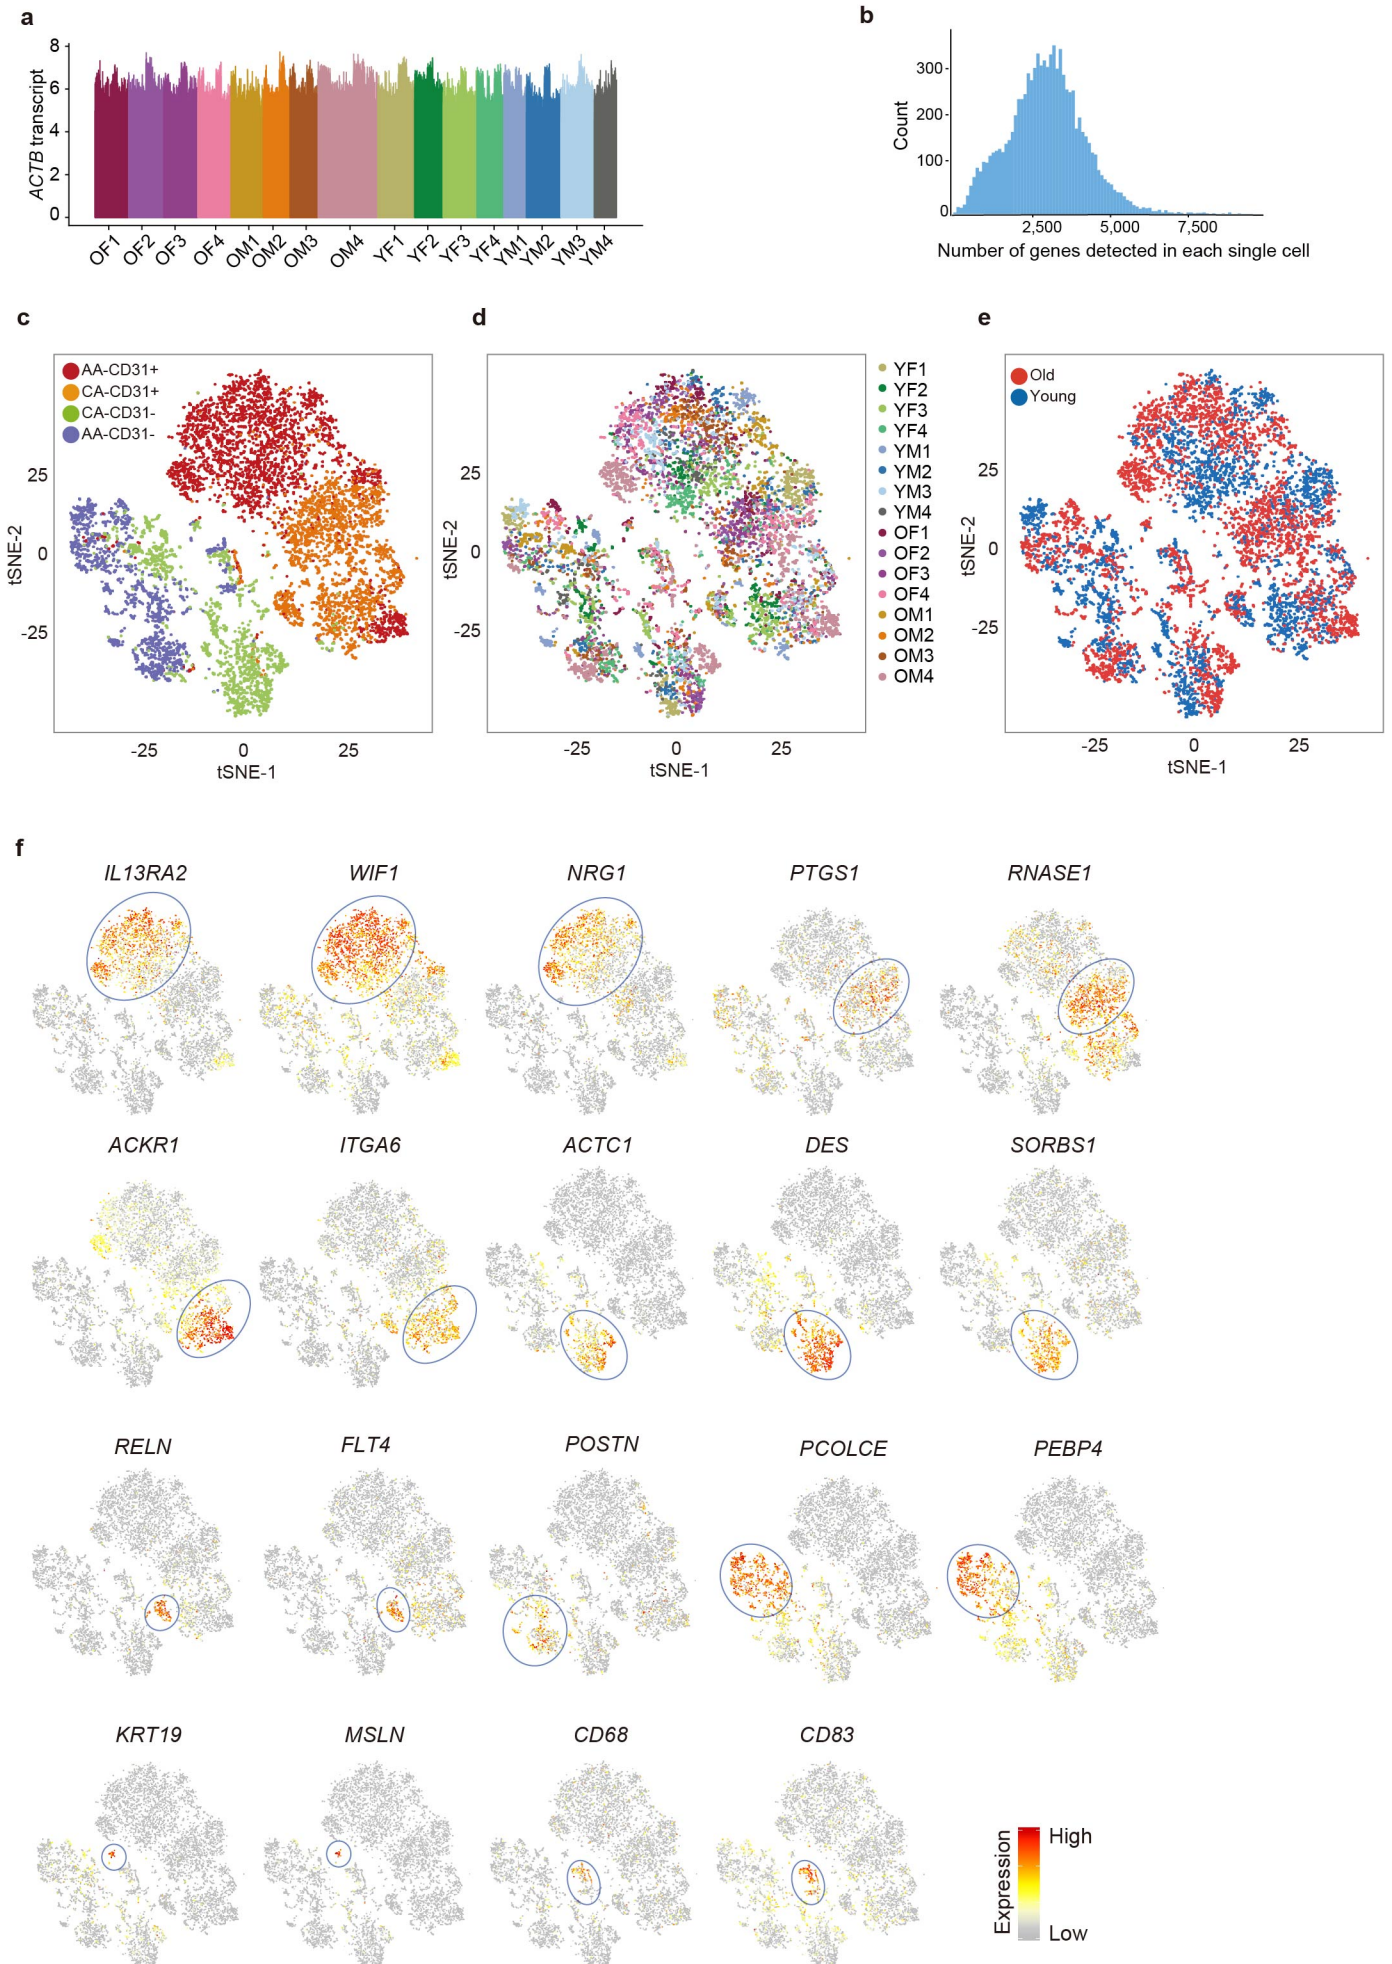 a
8
6
4
2
0
ACTB transcript
OF1
OF2
OF3
OF4
OM1
OM2
OM3
OM4
YF1
YF2
YF3
YF4
YM1
YM2
YM3
YM4
b
300
200
100
0
Count
2,500
5,000
7,500
Number of genes detected in each single cell
c
AA-CD31+
CA-CD31+
CA-CD31-
AA-CD31-
25
0
-25
tSNE-2
-25
0
25
tSNE-1
d
25
0
-25
-25
0
25
tSNE-1
YF1
YF2
YF3
YF4
YM1
YM2
YM3
YM4
OF1
OF2
OF3
OF4
OM1
OM2
OM3
OM4
e
Old
Young
25
0
-25
tSNE-2
-25
0
25
tSNE-1
f
IL13RA2
WIF1
NRG1
PTGS1
RNASE1
ACKR1
ITGA6
ACTC1
DES
SORBS1
RELN
FLT4
POSTN
PCOLCE
PEBP4
KRT19
MSLN
CD68
CD83
Expression
High
Low